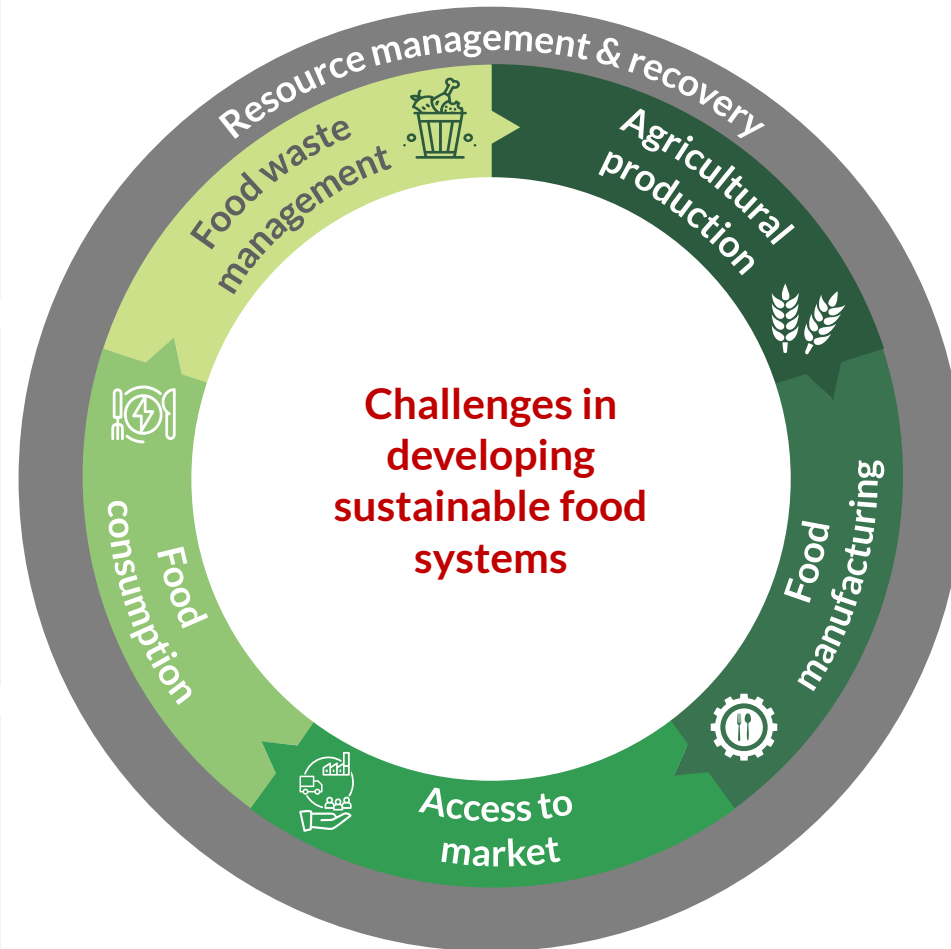 Resource management & recovery
Agricultural
production
Food
manufacturing
Access to
market
Food
consumption
Food waste
management
Challenges in
developing
sustainable food
systems